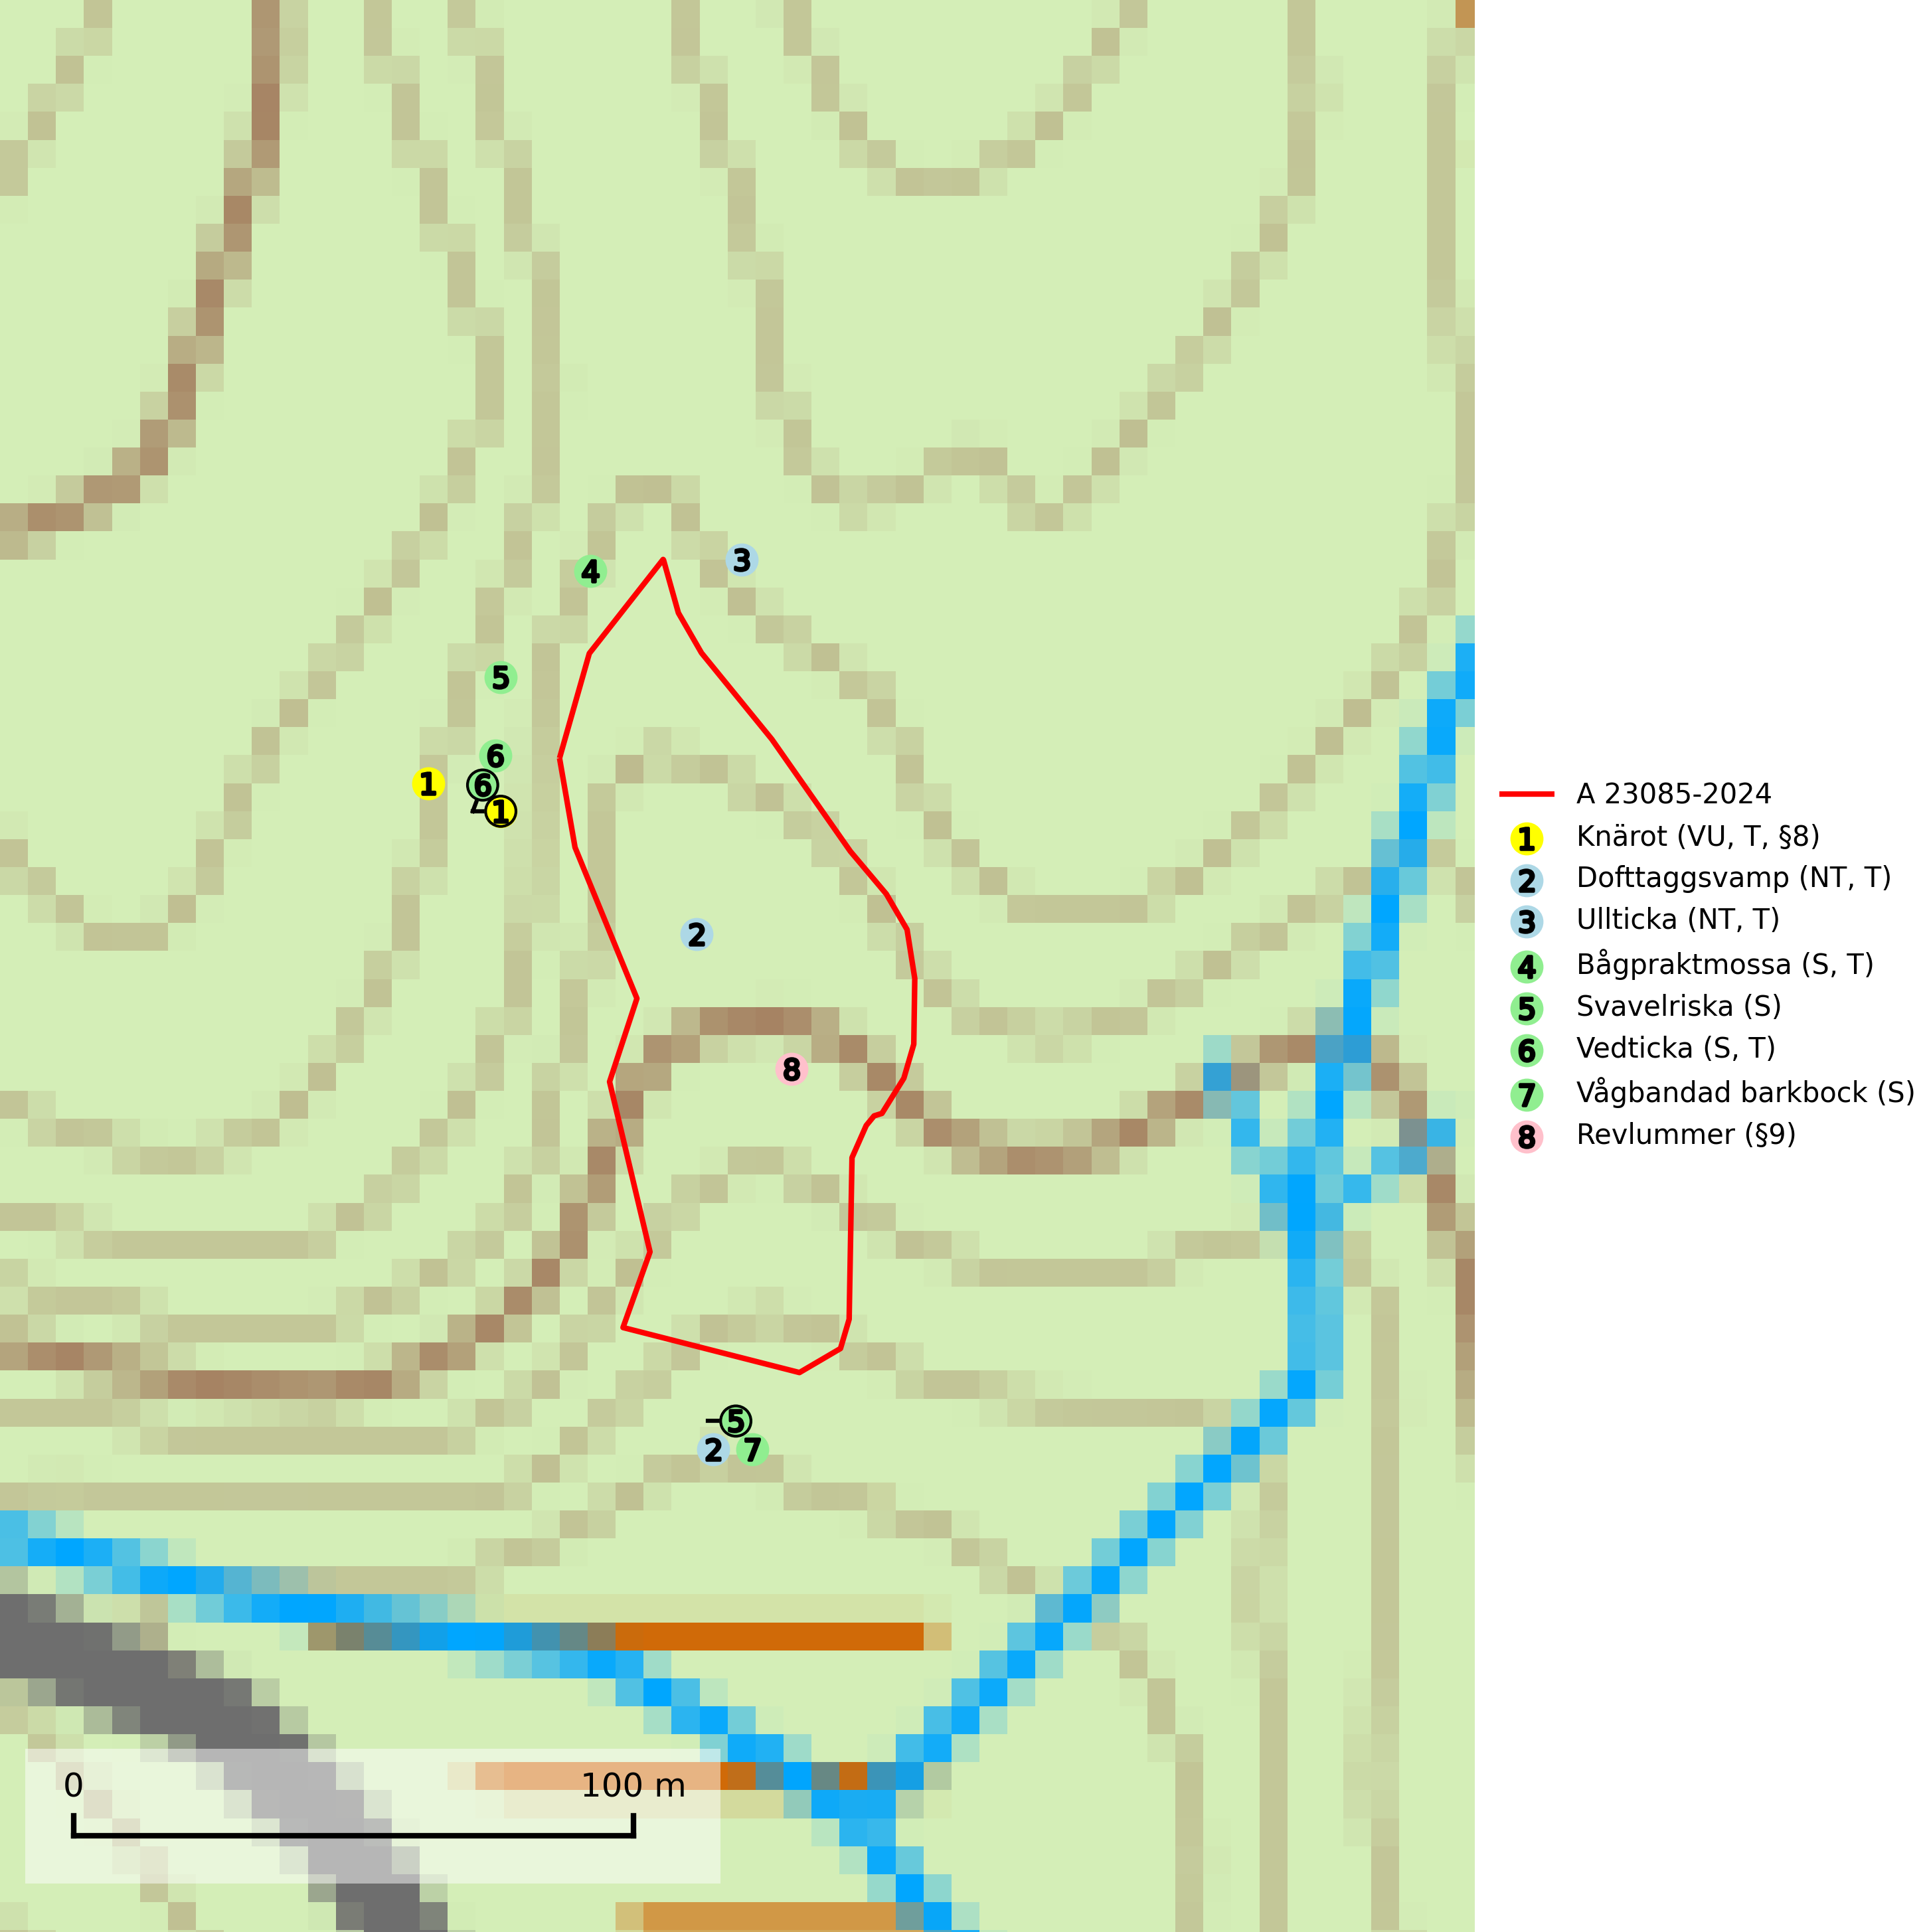 4
3
5
6
1
6
1
2
8
5
2
7
0
100 m
A 23085-2024
1 Knärot (VU, T, §8)
2 Dofttaggsvamp (NT, T)
3 Ullticka (NT, T)
4 Bågpraktmossa (S, T)
5 Svavelriska (S)
6 Vedticka (S, T)
7 Vågbandad barkbock (S)
8 Revlummer (§9)